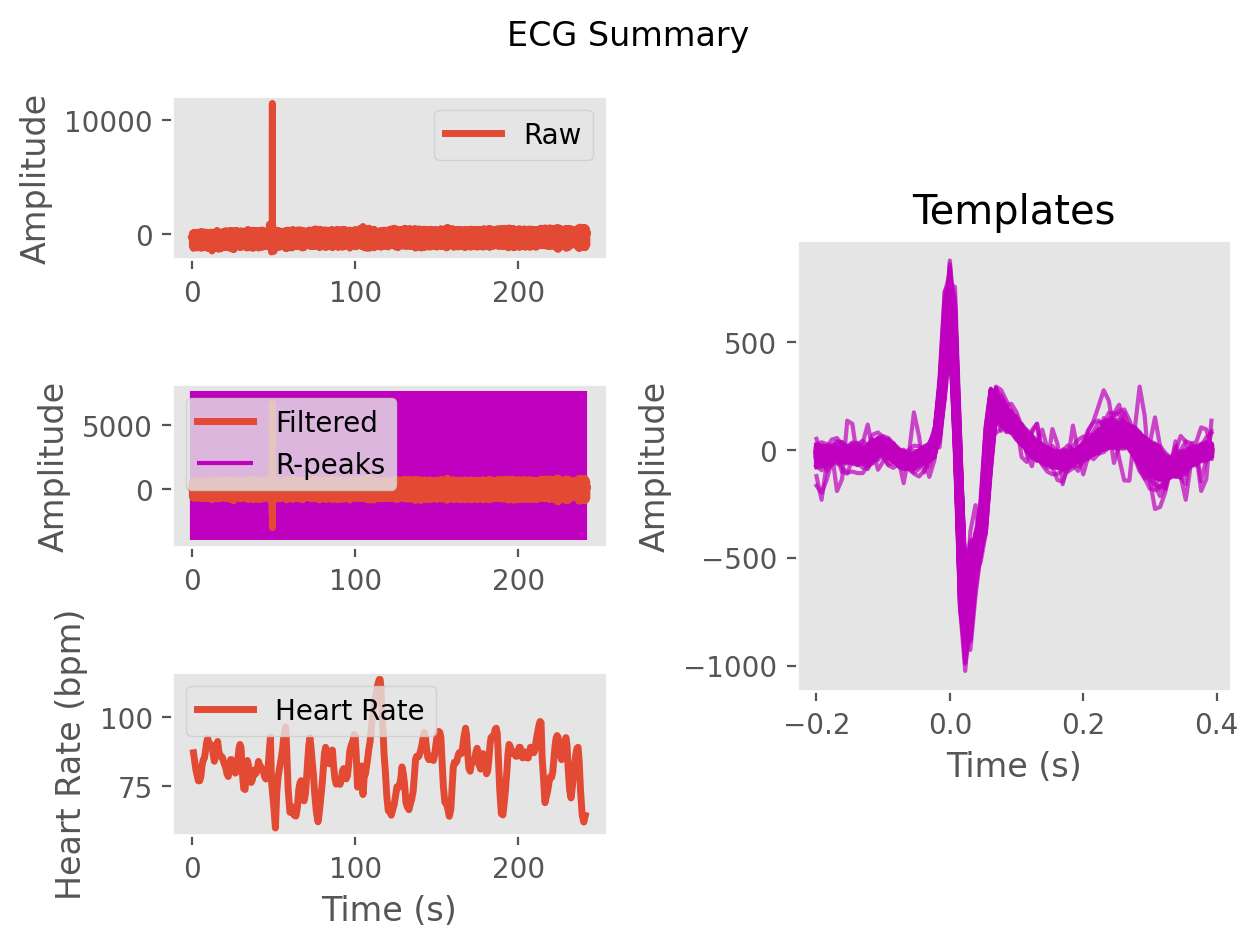 ECG Summary
Amplitude
10000
0
Raw
0
100
200
Amplitude
5000
0
Filtered
R-peaks
0
100
200
Heart Rate (bpm)
100
75
Heart Rate
0
100
200
Time (s)
Templates
Amplitude
500
0
−500
−1000
−0.2
0.0
0.2
0.4
Time (s)